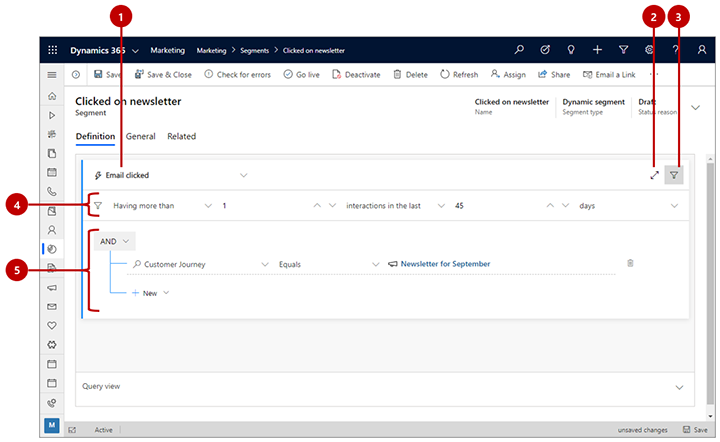 1 2 3
Dynamics 365 Marketing Marketing > Segments > Clicked on newsletter
Save Save & Close Check for errors Go live Deactivate Delete Refresh Assign Share Email a Link ...
Clicked on newsletter
Segment
Clicked on newsletter
Name
Dynamic segment
Segment type
Draft
Status reason
Definition General Related
Email clicked
4
Having more than 1 interactions in the last 45 days
5
AND
Customer Journey Equals Newsletter for September
+ New
Query view
M
Active unsaved changes Save